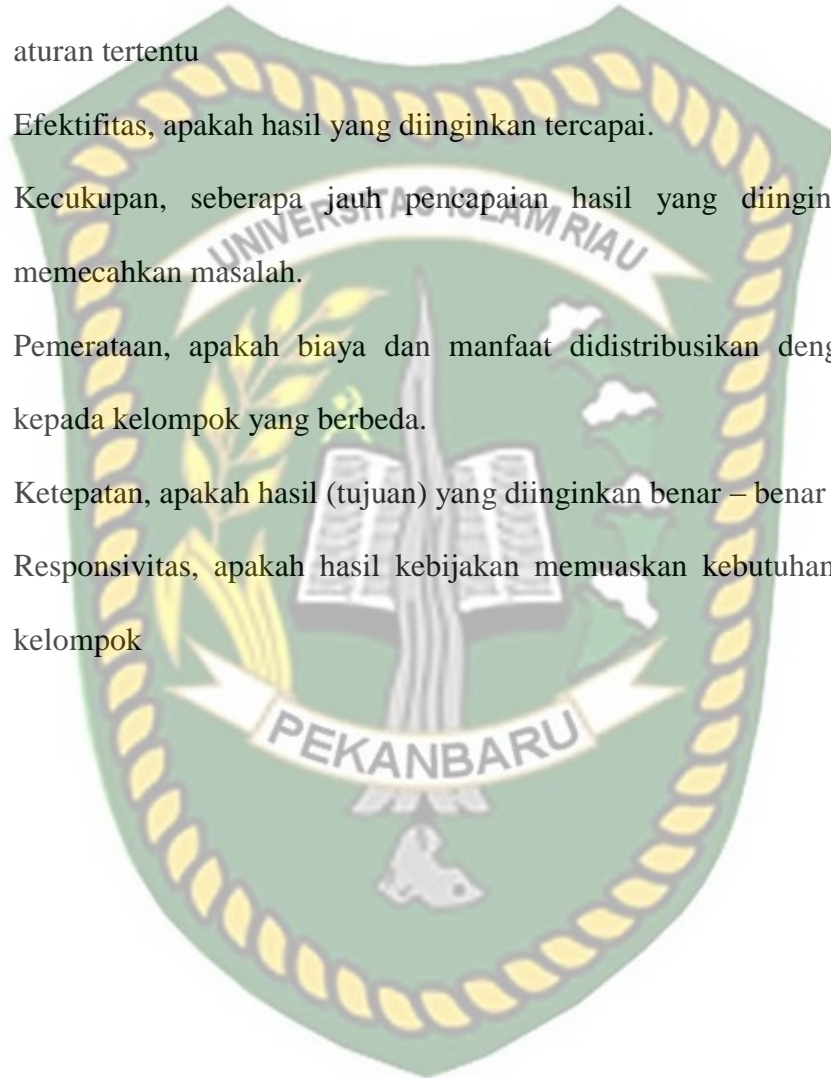 aturan tertentu
Efektifitas, apakah hasil yang diinginkan tercapai.
UNIVERSITAS ISLAM RIAU
Kecukupan, seberapa jauh pencapaian hasil yang diingin
memecahkan masalah.
Pemerataan, apakah biaya dan manfaat didistribusikan deng
kepada kelompok yang berbeda.
Ketepatan, apakah hasil (tujuan) yang diinginkan benar – benar
Responsivitas, apakah hasil kebijakan memuaskan kebutuhan
kelompok
PEKANBARU